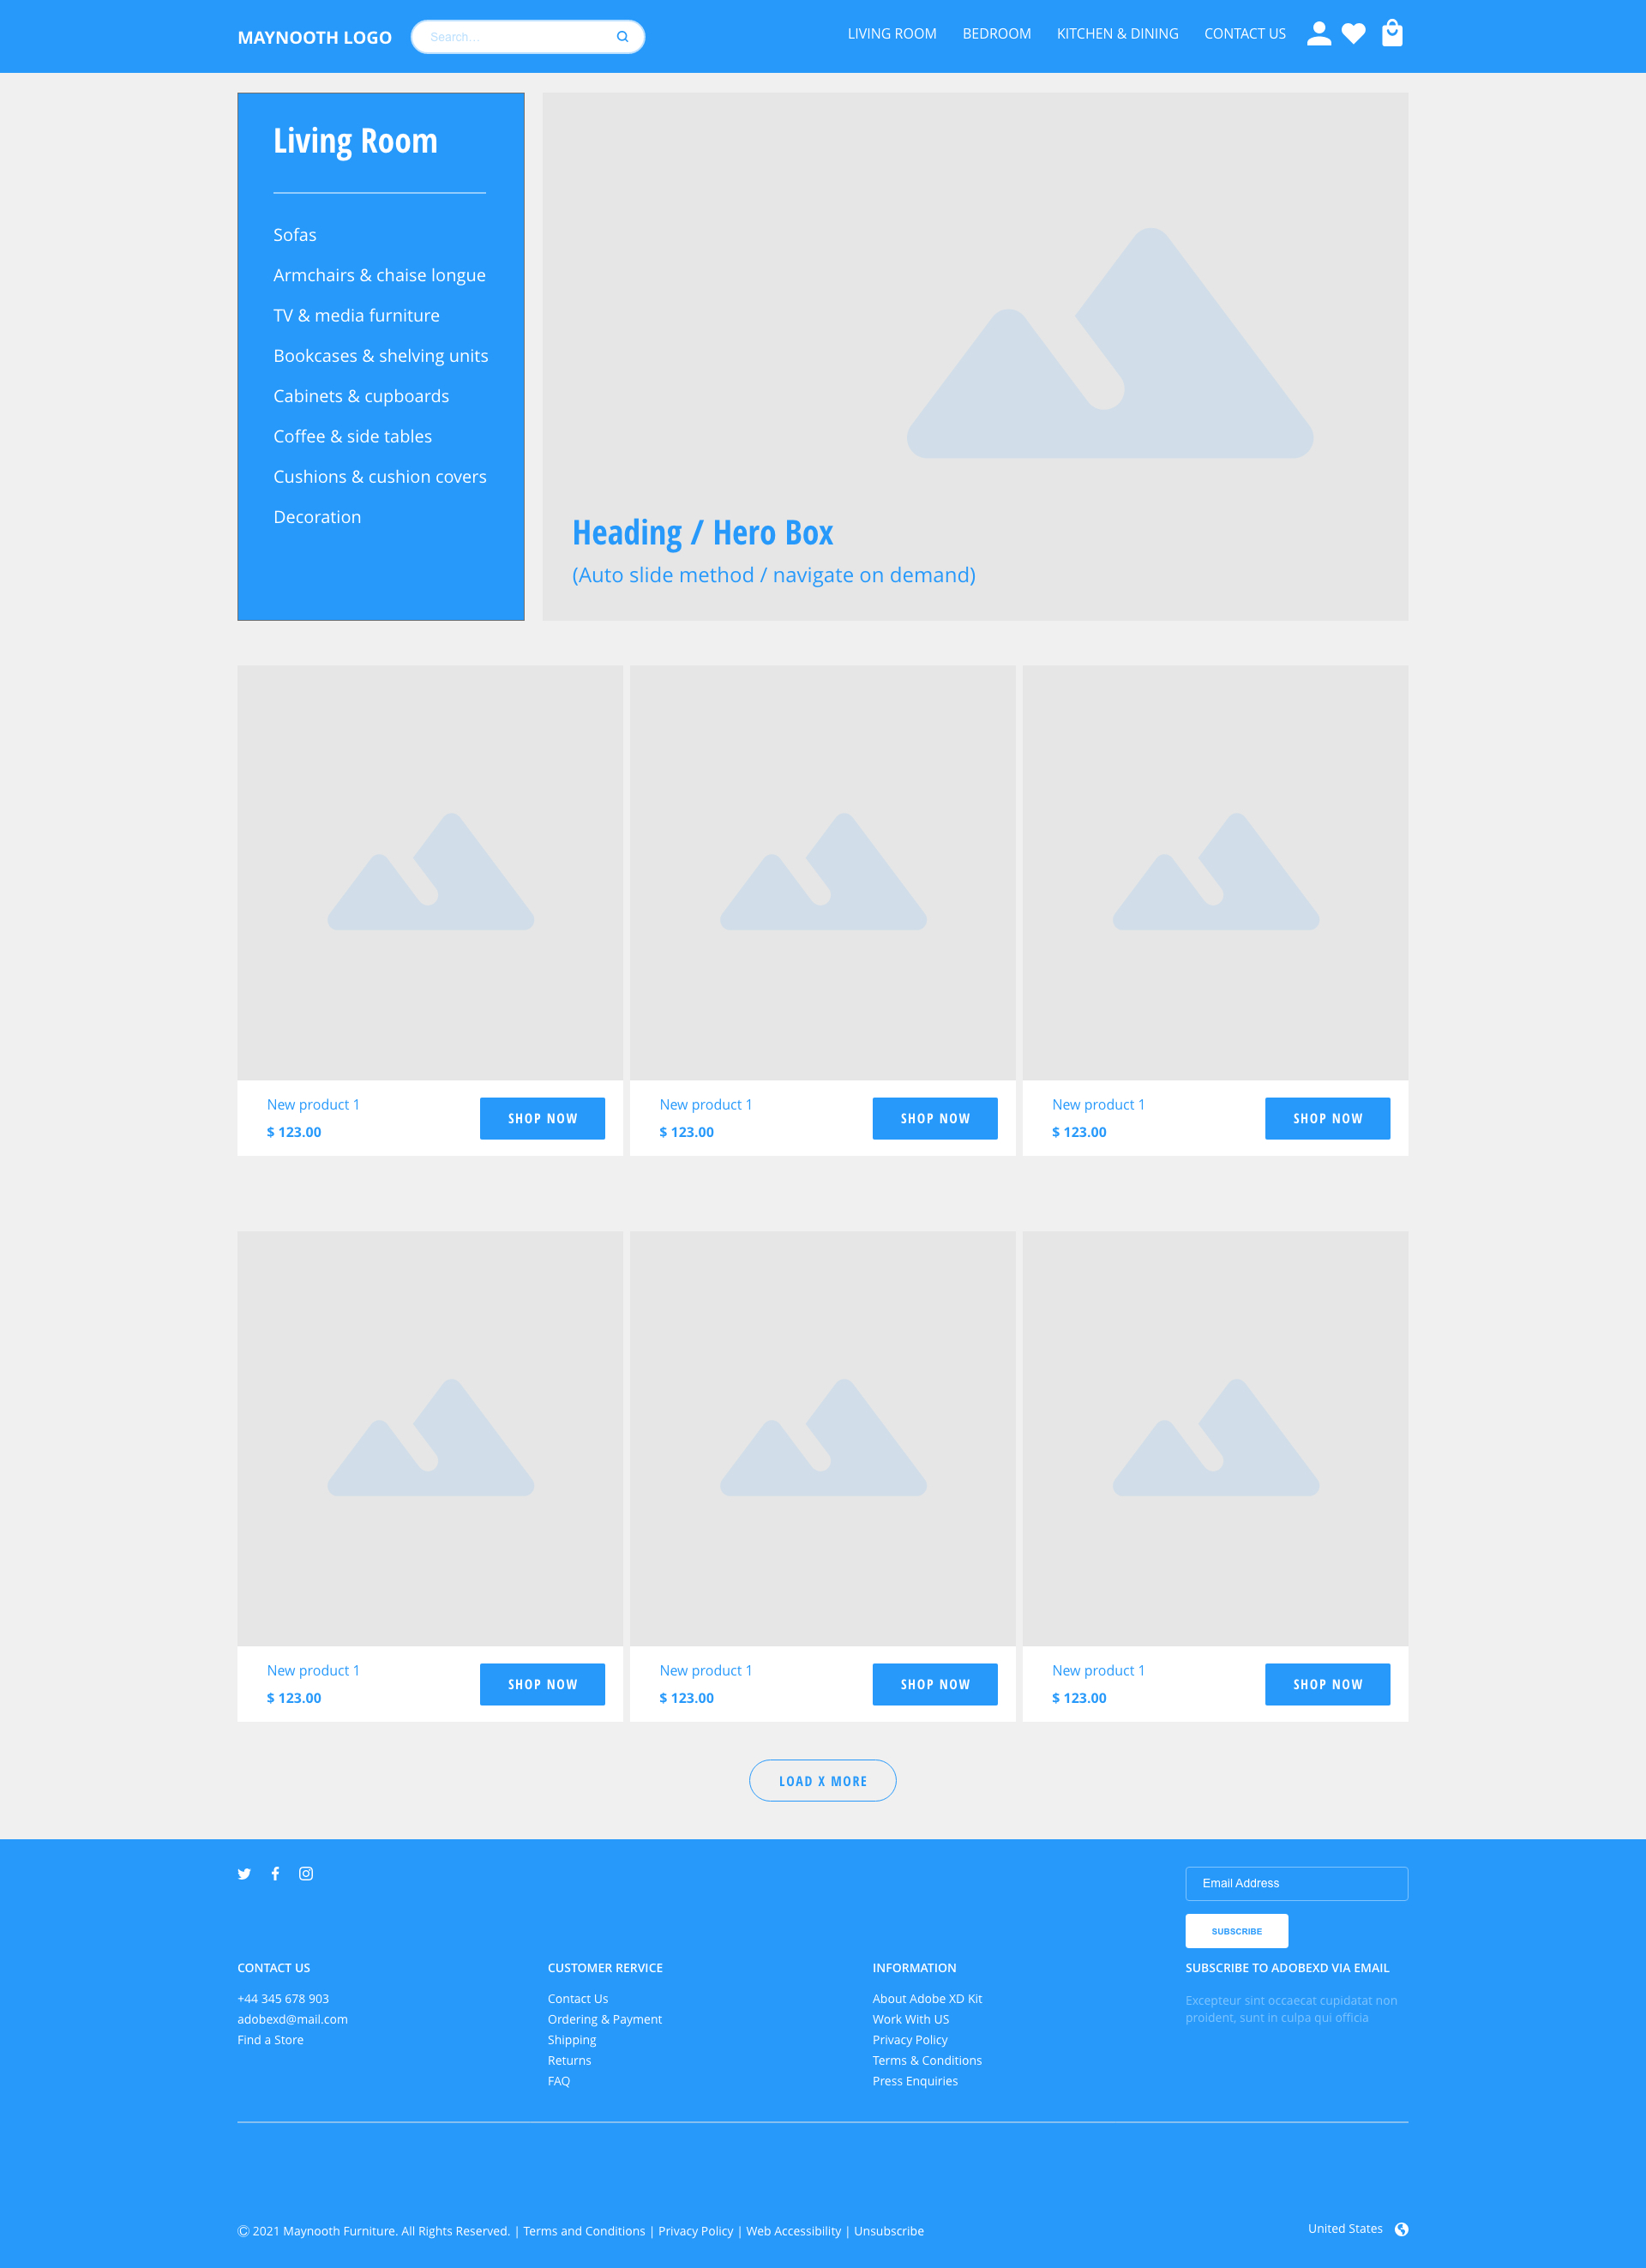 MAYNOOTH LOGO
Search...
LIVING ROOM
BEDROOM
KITCHEN & DINING
CONTACT US
Living Room
Sofas
Armchairs & chaise longue
TV & media furniture
Bookcases & shelving units
Cabinets & cupboards
Coffee & side tables
Cushions & cushion covers
Decoration
Heading / Hero Box
(Auto slide method / navigate on demand)
New product 1
$ 123.00
SHOP NOW
New product 1
$ 123.00
SHOP NOW
New product 1
$ 123.00
SHOP NOW
New product 1
$ 123.00
SHOP NOW
New product 1
$ 123.00
SHOP NOW
New product 1
$ 123.00
SHOP NOW
LOAD X MORE
Email Address
SUBSCRIBE
CONTACT US
+44 345 678 903
adobexd@mail.com
Find a Store
CUSTOMER RERVICE
Contact Us
Ordering & Payment
Shipping
Returns
FAQ
INFORMATION
About Adobe XD Kit
Work With US
Privacy Policy
Terms & Conditions
Press Enquiries
SUBSCRIBE TO ADOBEXD VIA EMAIL
Excepteur sint occaecat cupidatat non
proident, sunt in culpa qui officia
© 2021 Maynooth Furniture. All Rights Reserved. | Terms and Conditions | Privacy Policy | Web Accessibility | Unsubscribe
United States